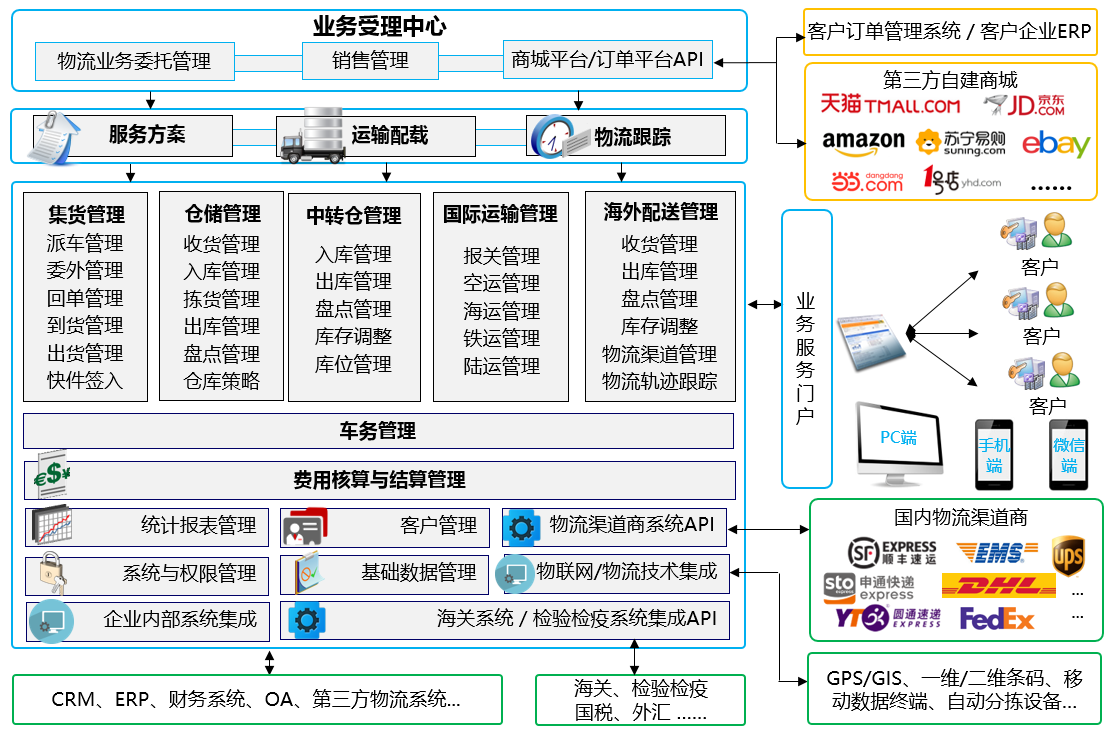 业务受理中心
物流业务委托管理
销售管理
商城平台/订单平台API
客户订单管理系统 / 客户企业ERP
第三方自建商城
天猫 TMALL.COM
JD.京东
.COM
amazon
苏宁易购
suning.com
ebay
当当.com
dangdang
1号店 yhd.com
……
服务方案
运输配载
物流跟踪
集货管理
派车管理
委外管理
回单管理
到货管理
出货管理
快件签入
仓储管理
收货管理
入库管理
拣货管理
出库管理
盘点管理
仓库策略
中转仓管理
入库管理
出库管理
盘点管理
库存调整
库位管理
国际运输管理
报关管理
空运管理
海运管理
铁运管理
陆运管理
海外配送管理
收货管理
出库管理
盘点管理
库存调整
物流渠道管理
物流轨迹跟踪
业务服务门户
客户
客户
客户
PC端
手机
端
微信
端
车务管理
€$¥
费用核算与结算管理
统计报表管理
客户管理
物流渠道商系统API
系统与权限管理
基础数据管理
物联网/物流技术集成
企业内部系统集成
海关系统 / 检验检疫系统集成API
国内物流渠道商
SF EXPRESS
顺丰速运
EMS
ups
sto 申通快递
express
DHL
...
YTO 圆通速递
EXPRESS
FedEx
...
CRM、ERP、财务系统、OA、第三方物流系统...
海关、检验检疫
国税、外汇 ......
GPS/GIS、一维/二维条码、移
动数据终端、自动分拣设备...